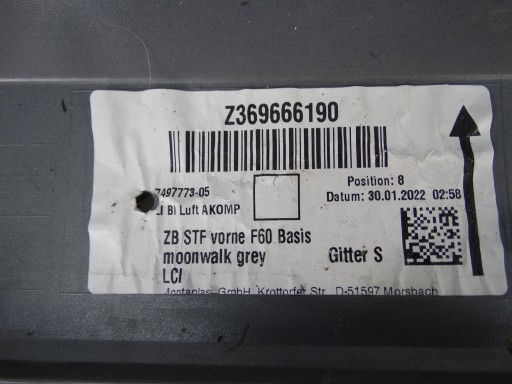 Z369666190
Position: 8
7497773-05
Datum: 30.01.2022 02:58
BI Luft AKOMP
ZB STF vorne F60 Basis
moonwalk grey
Gitter S
LCI
GmbH, Krottorfer Str. D-51597 Morsbach